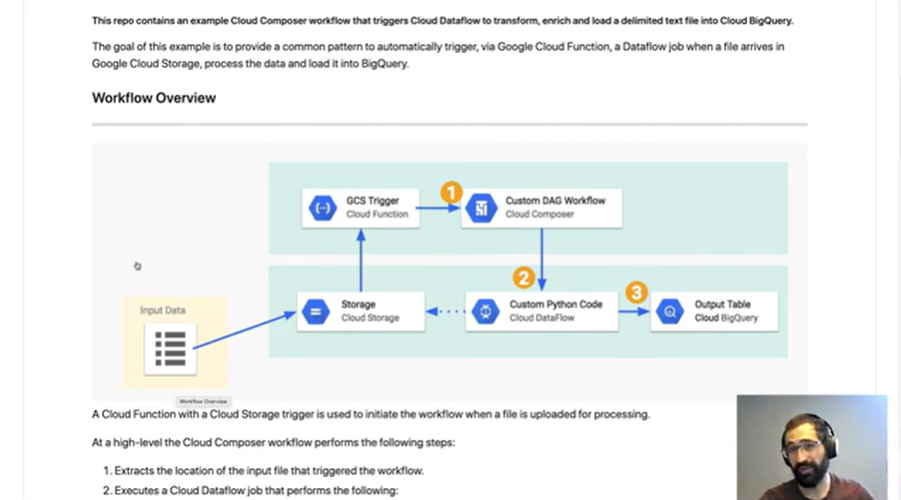 This repo contains an example Cloud Composer workflow that triggers Cloud Dataflow to transform, enrich and load a delimited text file into Cloud BigQuery.
The goal of this example is to provide a common pattern to automatically trigger, via Google Cloud Function, a Dataflow job when a file arrives in
Google Cloud Storage, process the data and load it into BigQuery.
Workflow Overview
GCS Trigger
Cloud Function
1
Custom DAG Workflow
Cloud Composer
2
3
Input Data
Storage
Cloud Storage
Custom Python Code
Cloud DataFlow
Output Table
Cloud BigQuery
Workflow Overview
A Cloud Function with a Cloud Storage trigger is used to initiate the workflow when a file is uploaded for processing.
At a high-level the Cloud Composer workflow performs the following steps:
1. Extracts the location of the input file that triggered the workflow.
2. Executes a Cloud Dataflow job that performs the following: